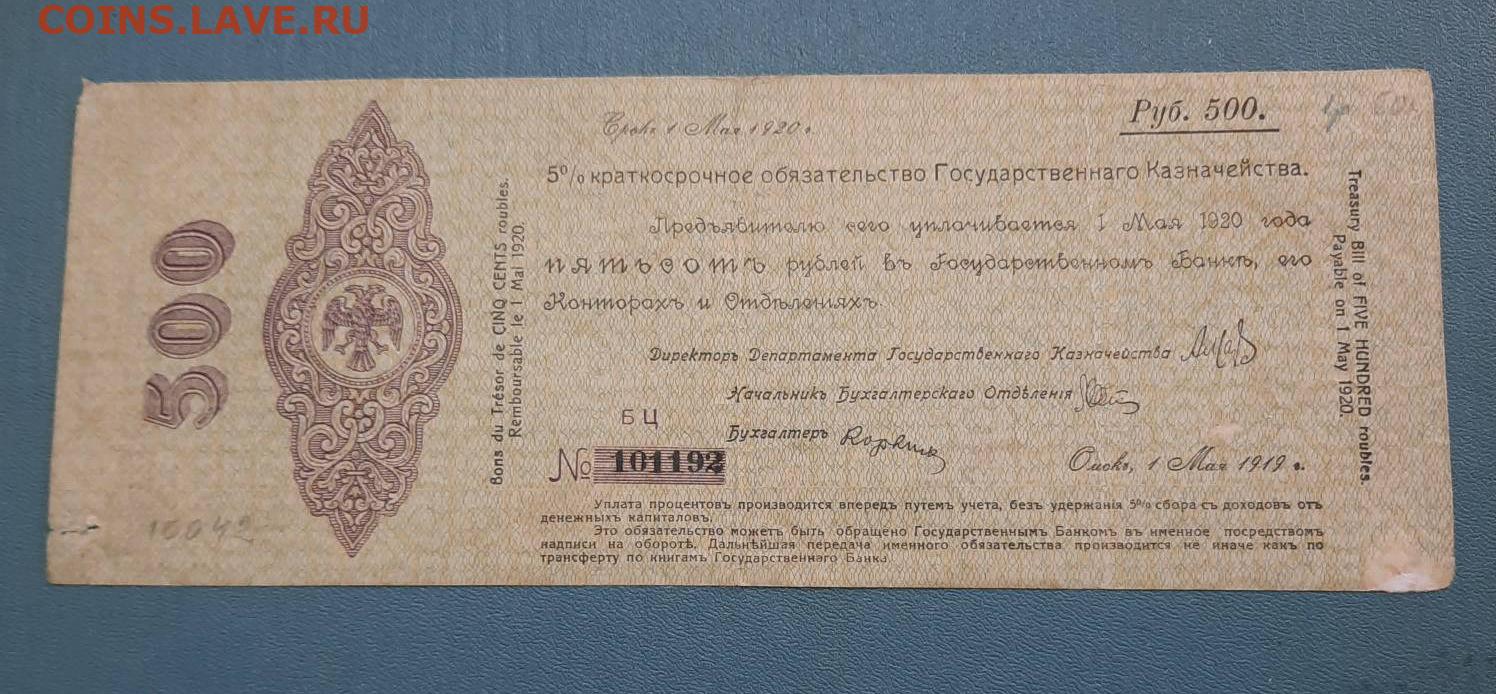 COINS.LAVE.RU
500
Bons du Trésor de CINQ CENTS roubles.
Remboursable le 1 Mai 1920.
Срокъ 1 Мая 1920 г.
Руб. 500.
5% краткосрочное обязательство Государственнаго Казначейства.
Предъявителю сего уплачивается 1 Мая 1920 года
пятьсотъ рублей въ Государственномъ Банкѣ, его
Конторахъ и Отдѣленіяхъ.
Директоръ Департамента Государственнаго Казначейства
Начальникъ Бухгалтерскаго Отдѣленія
Бухгалтеръ
БЦ
№ 101192
Омскъ, 1 Мая 1919 г.
Уплата процентовъ производится впередъ путемъ учета, безъ удержанія 5% сбора съ доходовъ отъ
денежныхъ капиталовъ.
Это обязательство можетъ быть обращено Государственнымъ Банкомъ въ именное посредствомъ
надписи на оборотѣ. Дальнѣйшая передача именного обязательства производится не иначе какъ по
трансферту по книгамъ Государственнаго Банка.
Treasury Bill of FIVE HUNDRED roubles.
Payable on 1 May 1920.
16042